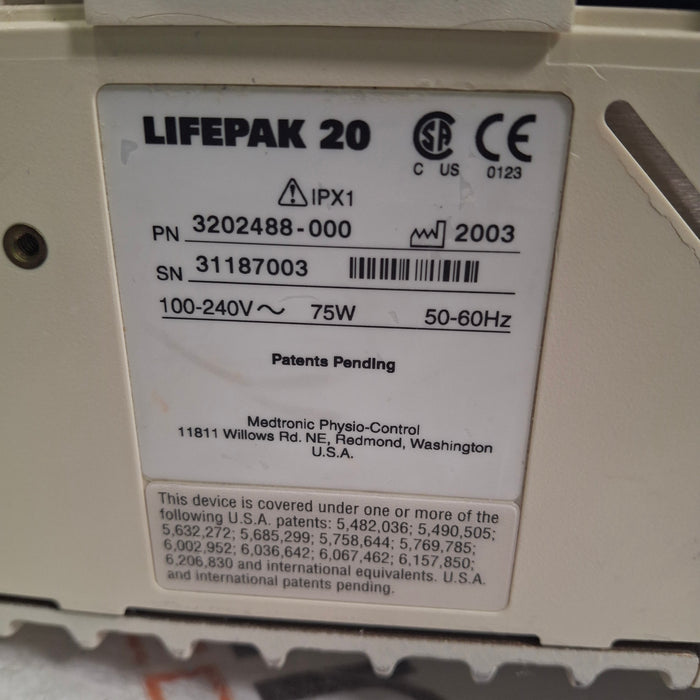 LIFEPAK 20
SA
C US
CE
0123
IPX1
PN 3202488-000 2003
SN 31187003
100-240V~ 75W 50-60Hz
Patents Pending
Medtronic Physio-Control
11811 Willows Rd. NE, Redmond, Washington
U.S.A.
This device is covered under one or more of the
following U.S.A. patents: 5,482,036; 5,490,505;
5,632,272; 5,685,299; 5,758,644; 5,769,785;
6,002,952; 6,036,642; 6,067,462; 6,157,850;
6,206,830 and international equivalents. U.S.A.
and international patents pending.